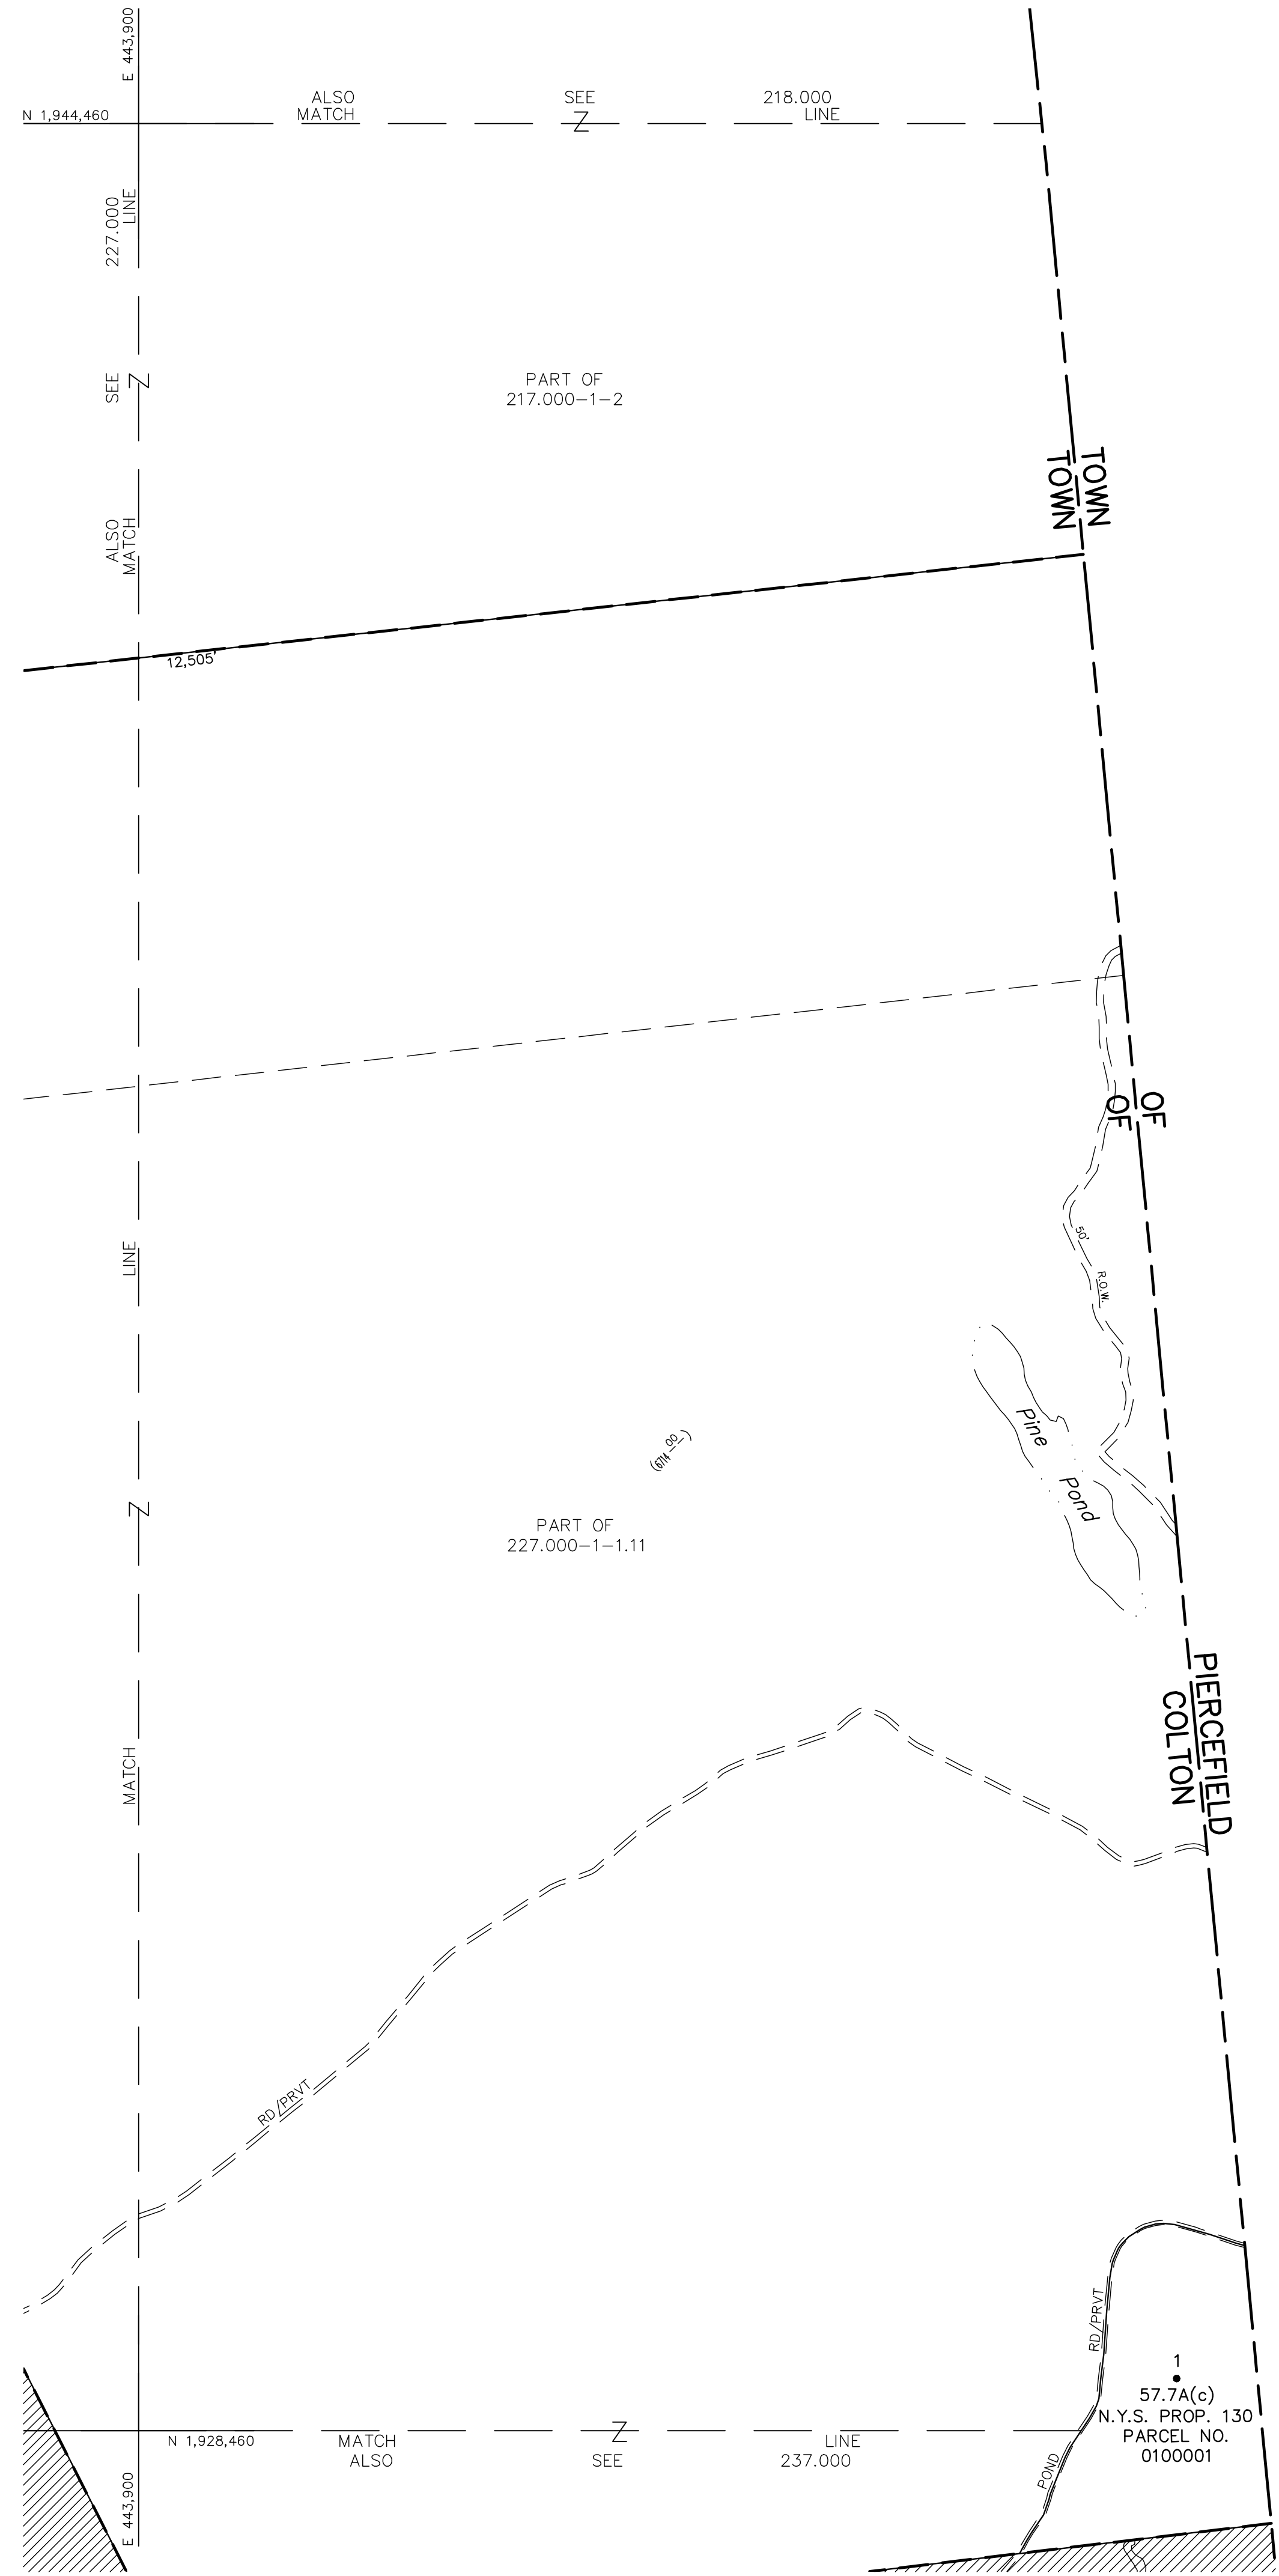 E 443,900
N 1,944,460
ALSO SEE 218.000
MATCH Z LINE
227.000
LINE
SEE
Z
ALSO
MATCH
PART OF
217.000-1-2
TOWN
TOWN
12,505'
OF
OF
LINE
50'
R.O.W.
Pine
Pond
Z
PART OF
227.000-1-1.11
PIERCEFIELD
COLTON
MATCH
RD/PRVT
RD/PRVT
1
57.7A(c)
N.Y.S. PROP. 130
PARCEL NO.
0100001
POND
N 1,928,460
MATCH Z LINE
ALSO SEE 237.000
E 443,900